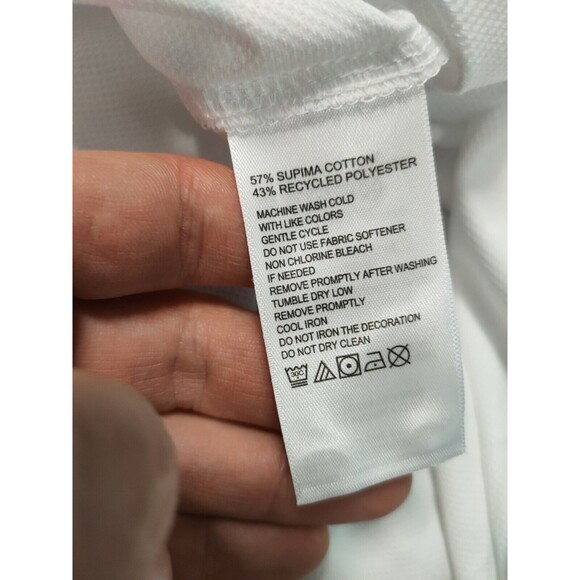 57% SUPIMA COTTON
43% RECYCLED POLYESTER
MACHINE WASH COLD
WITH LIKE COLORS
GENTLE CYCLE
DO NOT USE FABRIC SOFTENER
NON CHLORINE BLEACH
IF NEEDED
REMOVE PROMPTLY AFTER WASHING
TUMBLE DRY LOW
REMOVE PROMPTLY
COOL IRON
DO NOT IRON THE DECORATION
DO NOT DRY CLEAN
30C